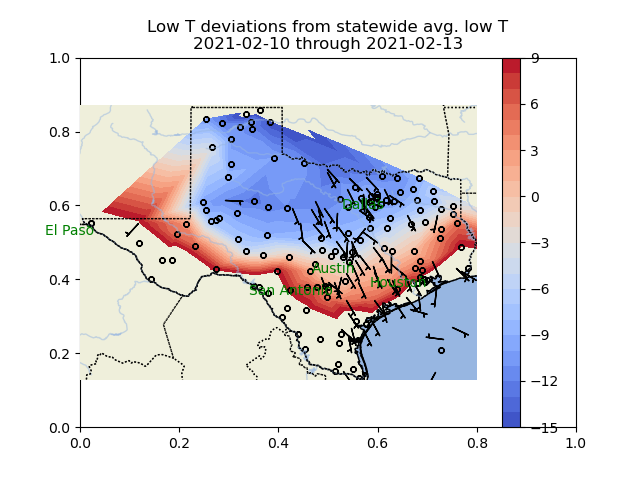 Low T deviations from statewide avg. low T
2021-02-10 through 2021-02-13
1.0
0.8
0.6
0.4
0.2
0.0
0.0 0.2 0.4 0.6 0.8 1.0
9
6
3
0
−3
−6
−9
−12
−15
Dallas
El Paso
Austin
San Antonio
Houston